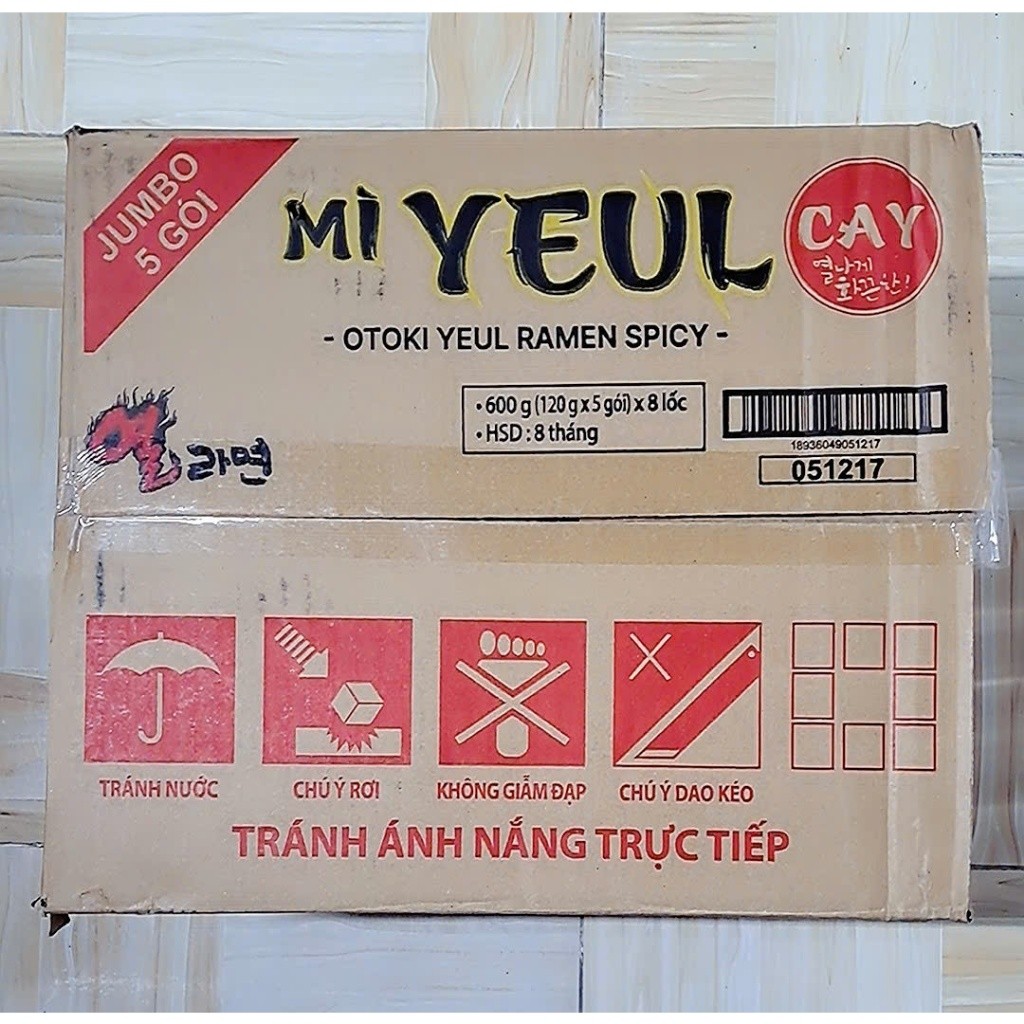 JUMBO
5 GÓI
MÌ YEUL
CAY
열나게
화끈한!
- OTOKI YEUL RAMEN SPICY -
• 600 g (120 g x 5 gói) x 8 lốc
• HSD : 8 tháng
18936049051217
051217
열라면
TRÁNH NƯỚC
CHÚ Ý RƠI
KHÔNG GIẪM ĐẠP
CHÚ Ý DAO KÉO
TRÁNH ÁNH NẮNG TRỰC TIẾP